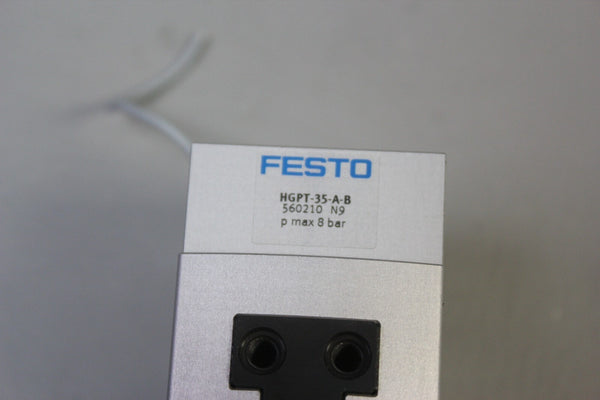 FESTO
HGPT-35-A-B
560210 N9
p max 8 bar